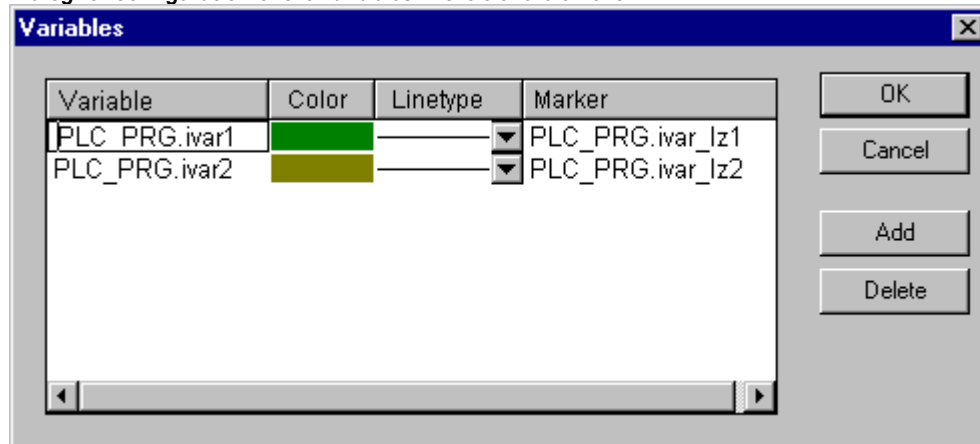 Variables
Variable Color Linetype Marker
PLC_PRG.ivar1 PLC_PRG.ivar_lz1
PLC_PRG.ivar2 PLC_PRG.ivar_lz2
OK
Cancel
Add
Delete